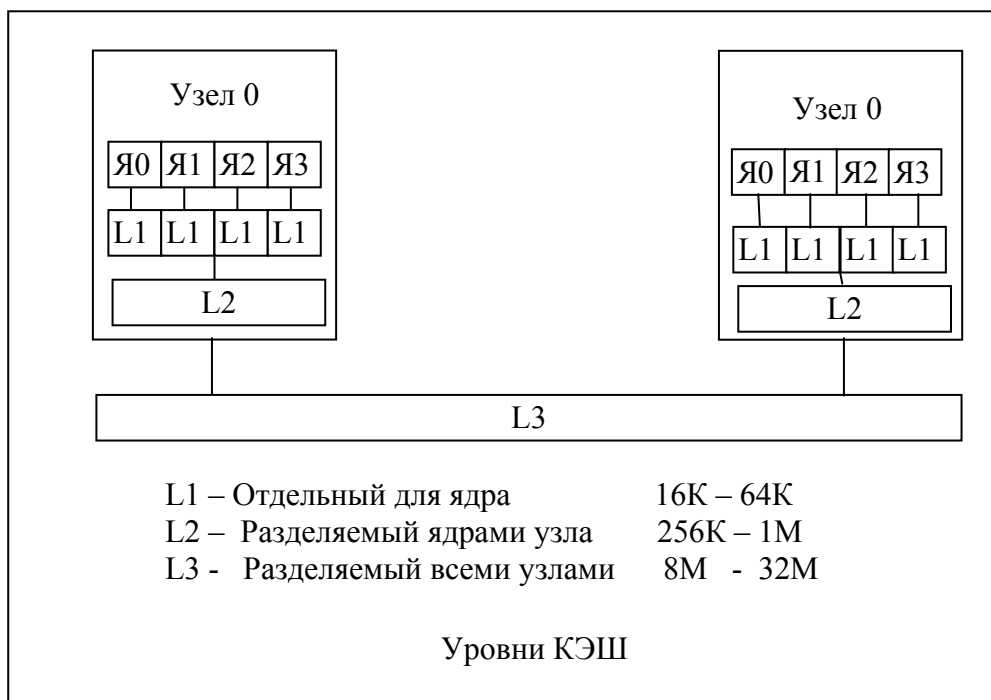 Узел 0
Узел 0
Я0 Я1 Я2 Я3
Я0 Я1 Я2 Я3
L1 L1 L1 L1
L1 L1 L1 L1
L2
L2
L3
L1 – Отдельный для ядра 16К – 64К
L2 – Разделяемый ядрами узла 256К – 1М
L3 - Разделяемый всеми узлами 8М - 32М
Уровни КЭШ